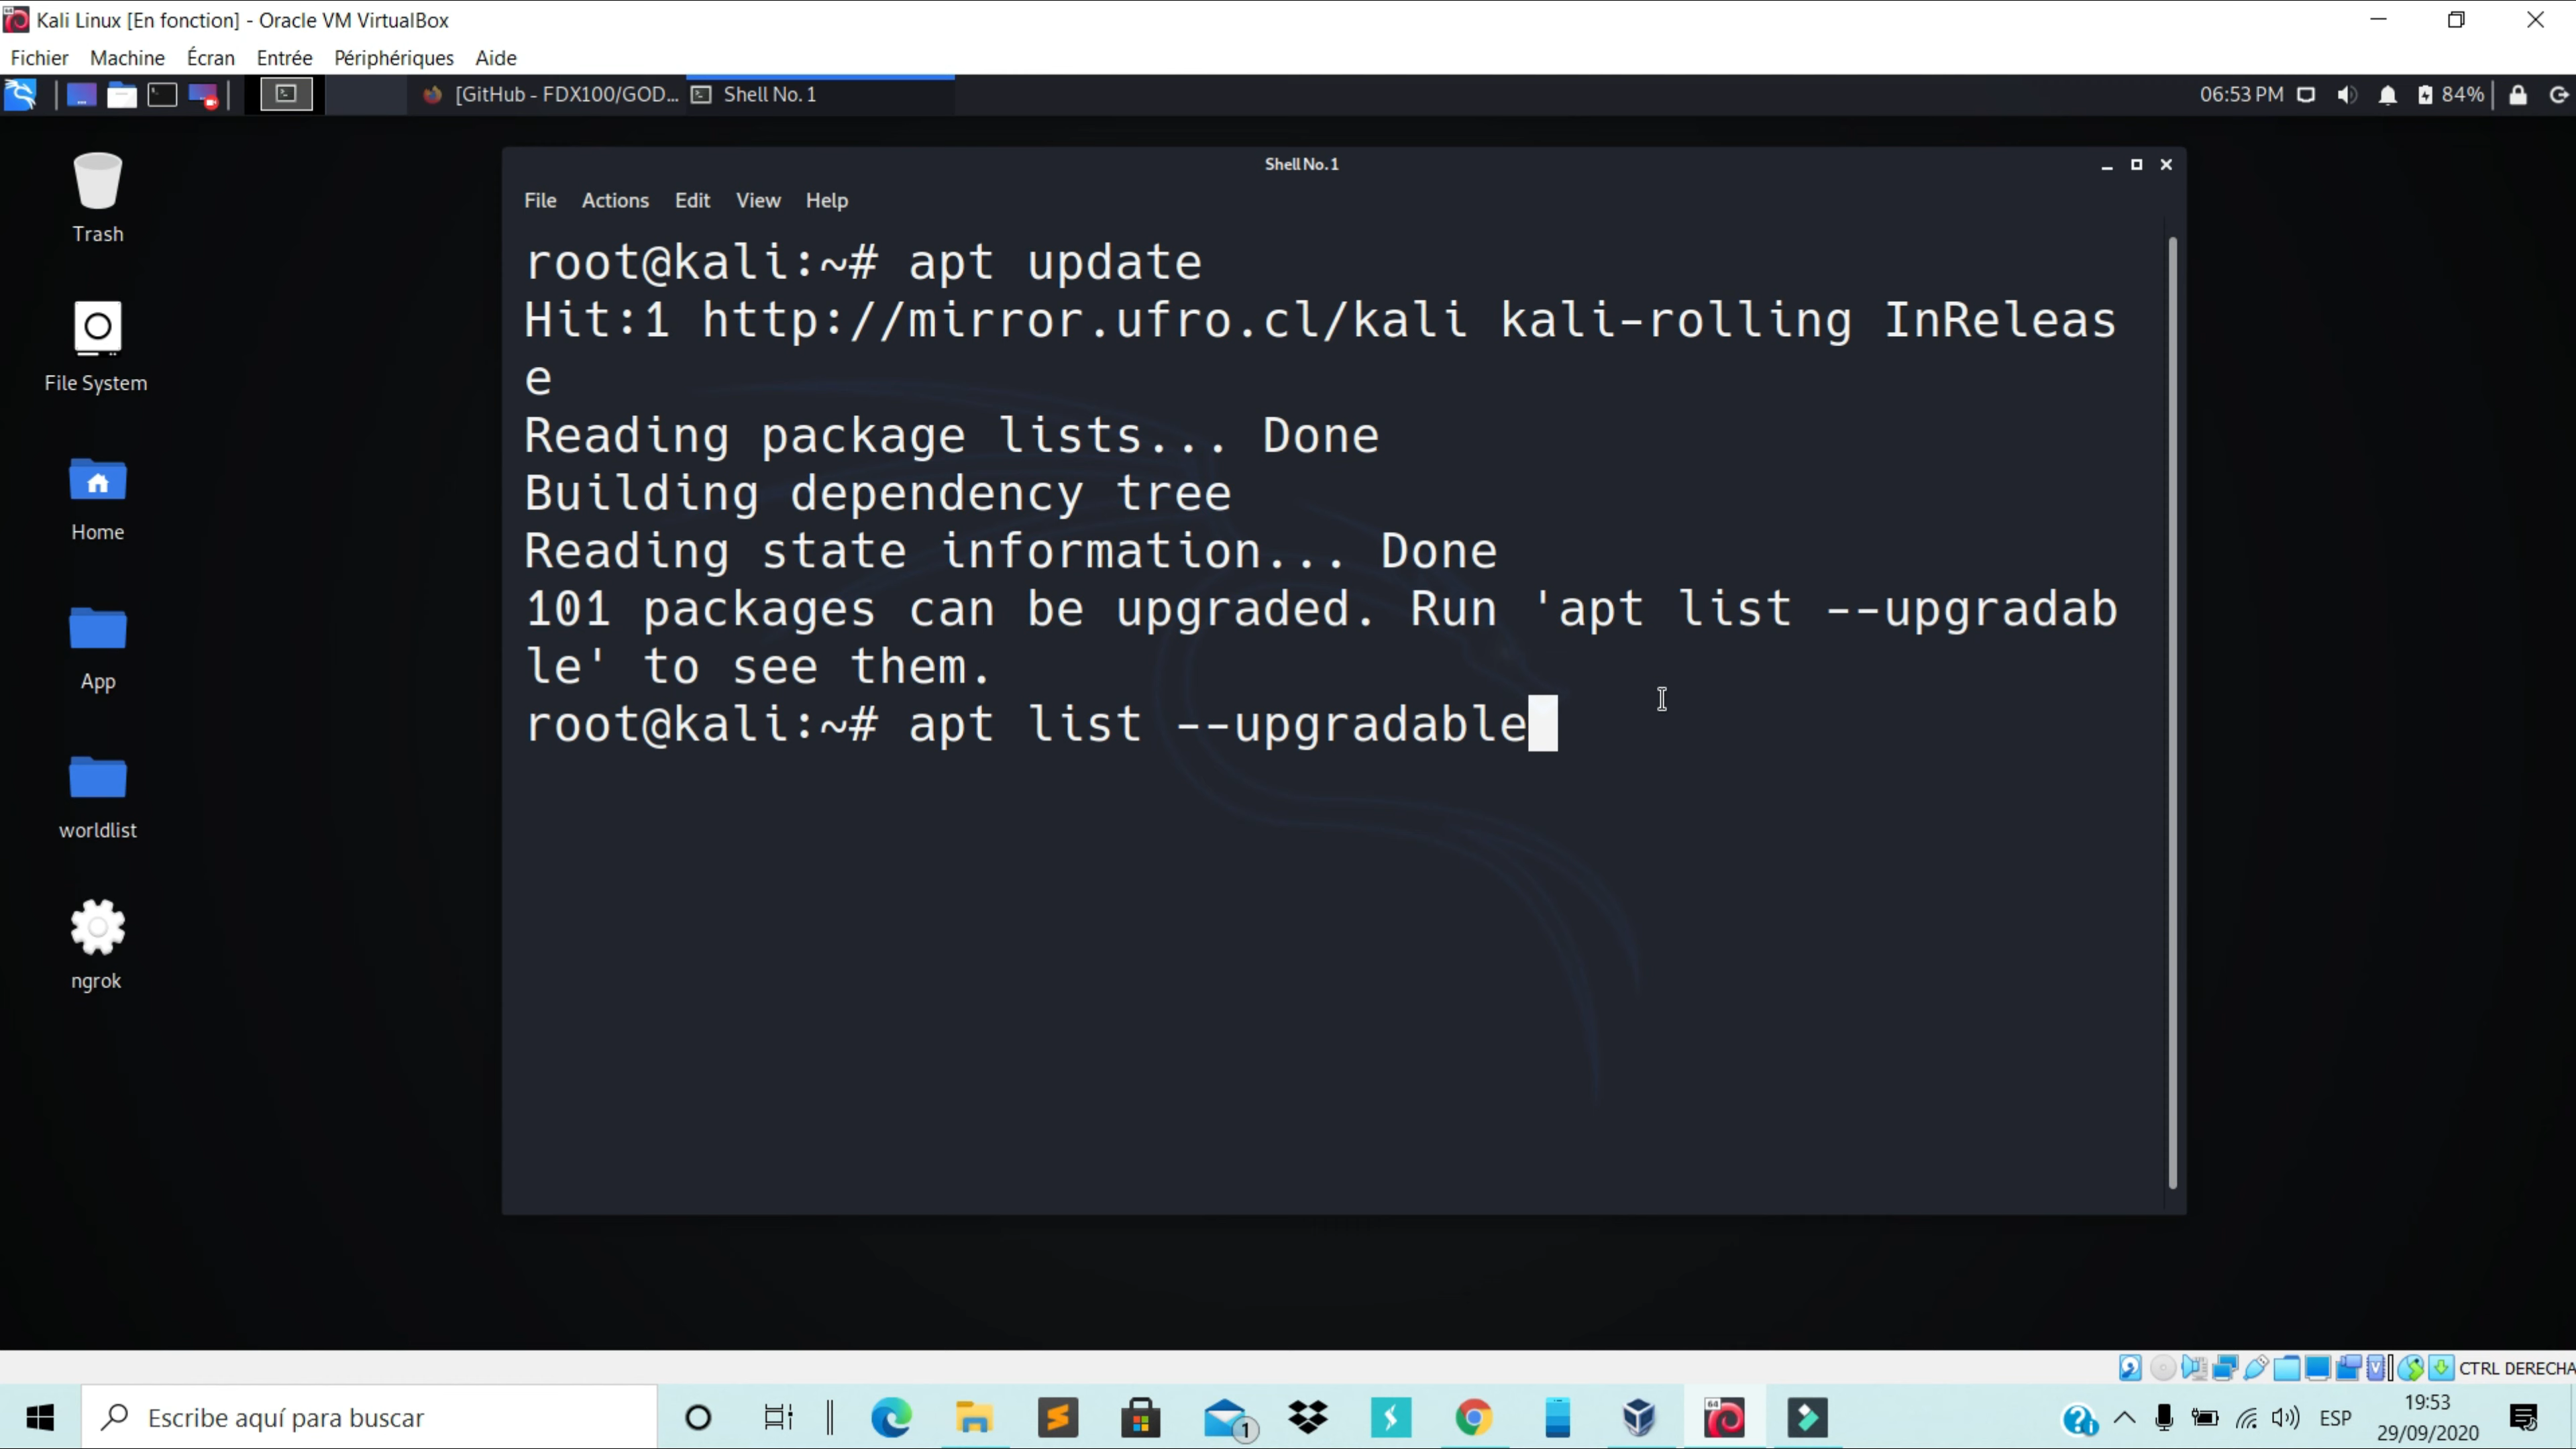 Kali Linux [En fonction] - Oracle VM VirtualBox
Fichier Machine Écran Entrée Périphériques Aide
[GitHub - FDX100/GOD... Shell No. 1 06:53 PM 84%
Shell No. 1
File Actions Edit View Help
Trash
File System
Home
App
worldlist
ngrok
root@kali:~# apt update
Hit:1 http://mirror.ufro.cl/kali kali-rolling InReleas
e
Reading package lists... Done
Building dependency tree
Reading state information... Done
101 packages can be upgraded. Run 'apt list --upgradab
le' to see them.
root@kali:~# apt list --upgradable
CTRL DERECHA
Escribe aquí para buscar
1
64
ESP
19:53
29/09/2020